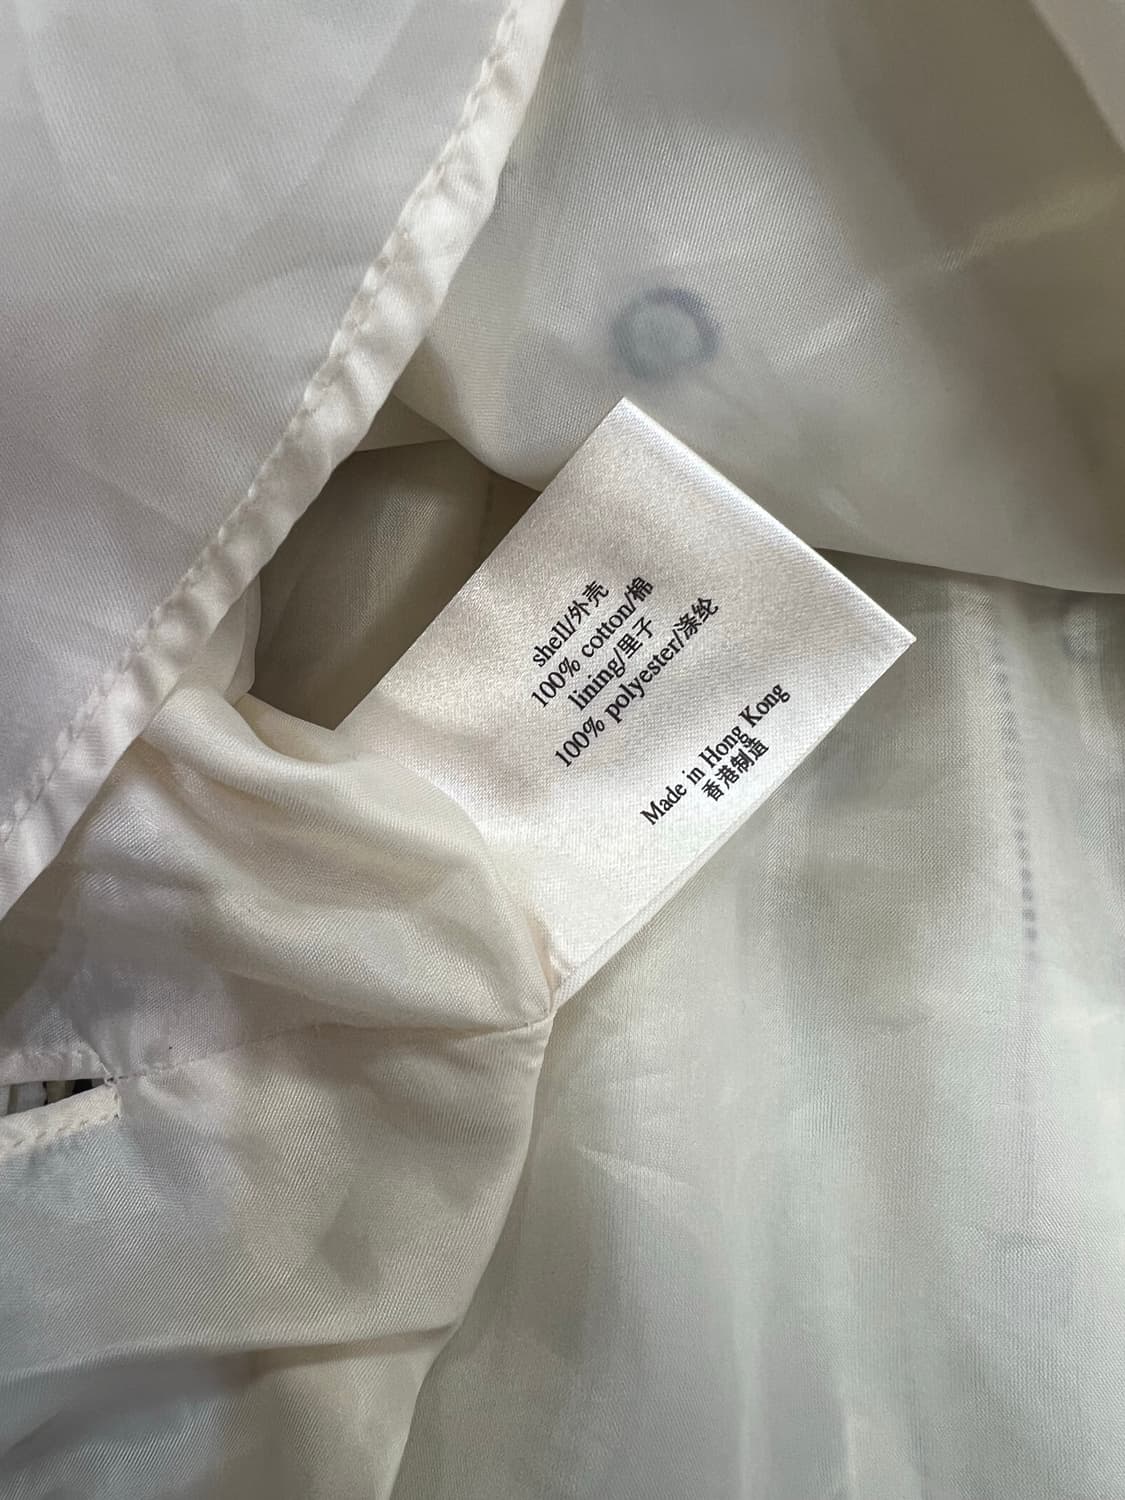 shell/外壳
100% cotton/棉
lining/里子
100% polyester/涤纶
Made in Hong Kong
香港制造